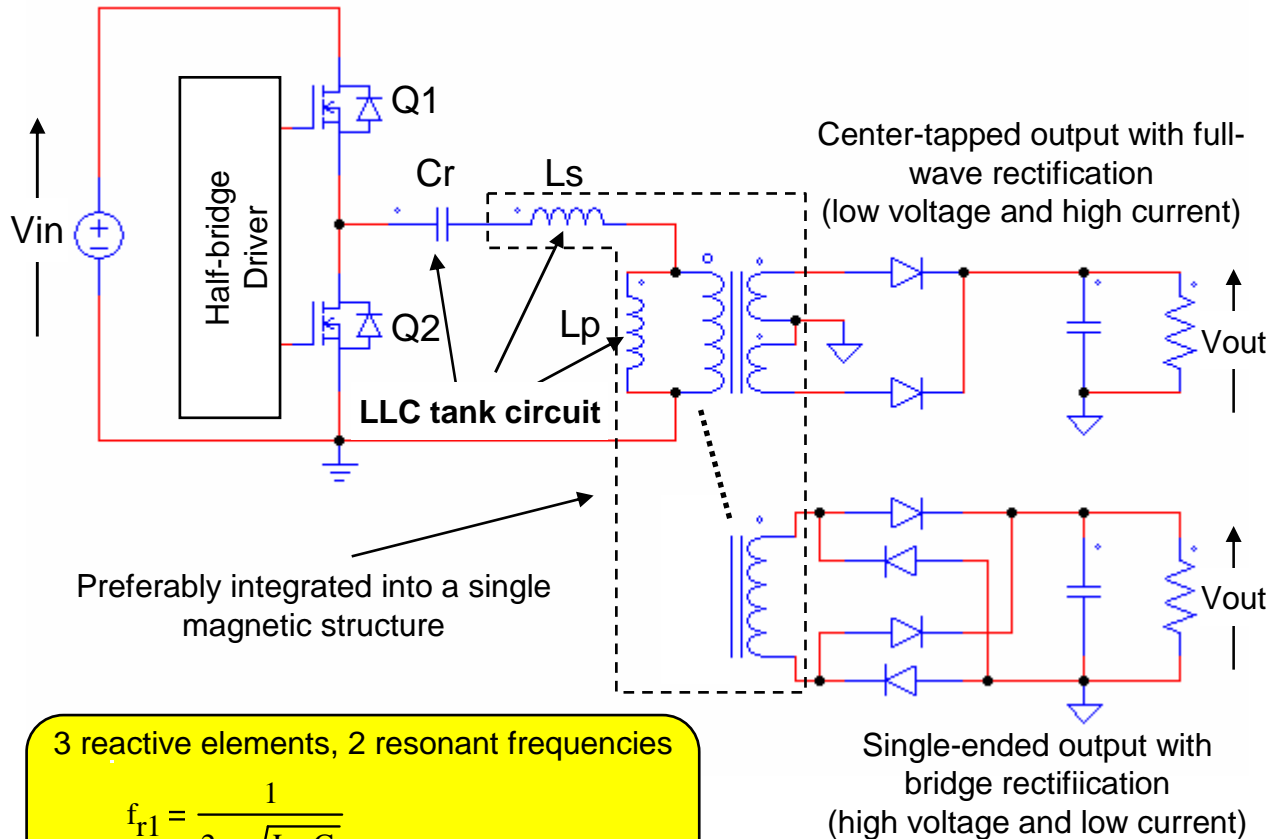 Q1
Center-tapped output with full-
wave rectification
(low voltage and high current)
Cr
Ls
Vin
Half-bridge
Driver
Q2
Lp
Vout
LLC tank circuit
Preferably integrated into a single
magnetic structure
Vout
3 reactive elements, 2 resonant frequencies
Single-ended output with
bridge rectifiication
(high voltage and low current)
f_r1 = 1